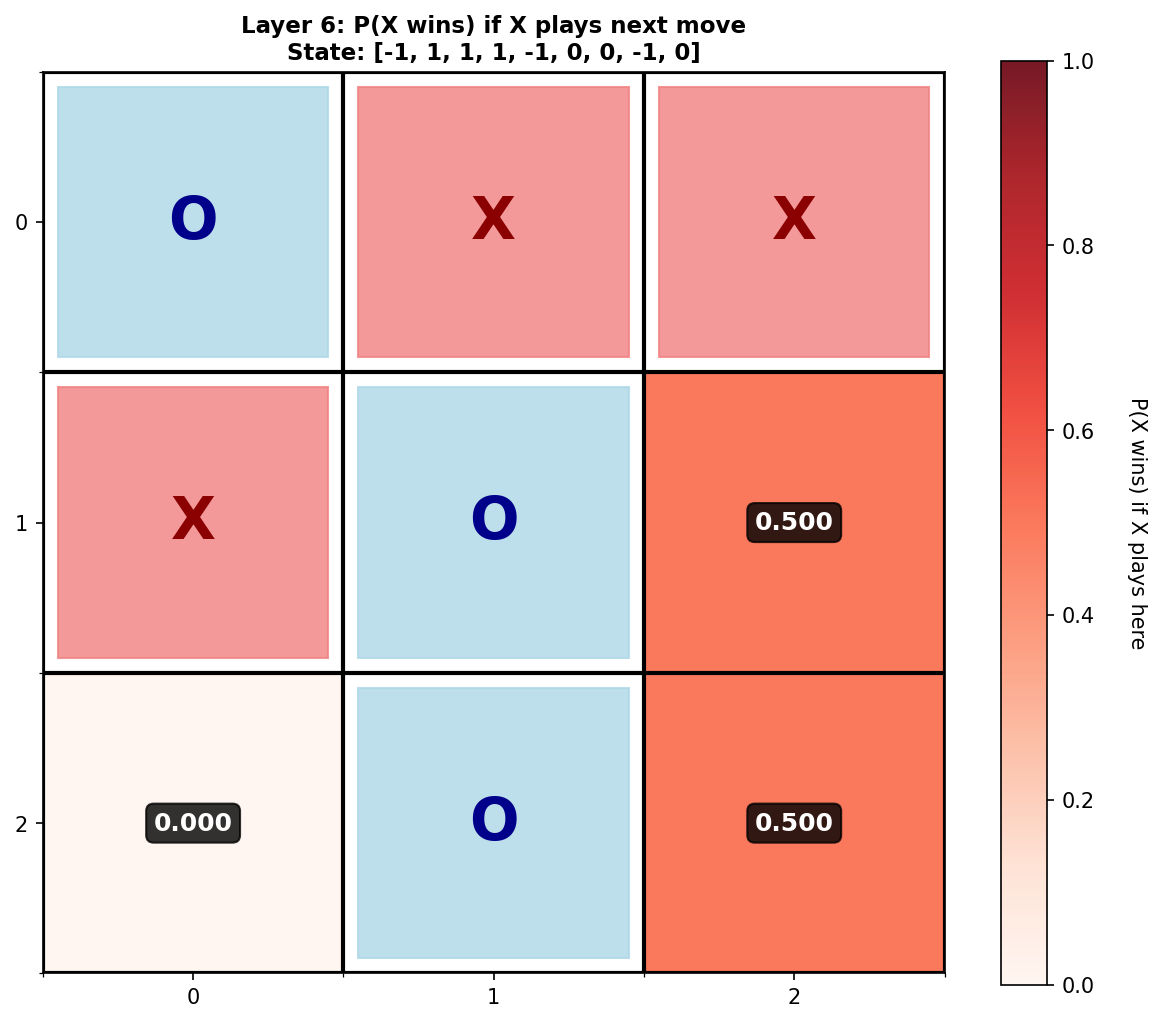 Layer 6: P(X wins) if X plays next move
State: [-1, 1, 1, 1, -1, 0, 0, -1, 0]
0
O
X
X
1
X
O
0.500
2
0.000
O
0.500
0
1
2
1.0
0.8
0.6
0.4
0.2
0.0
P(X wins) if X plays here